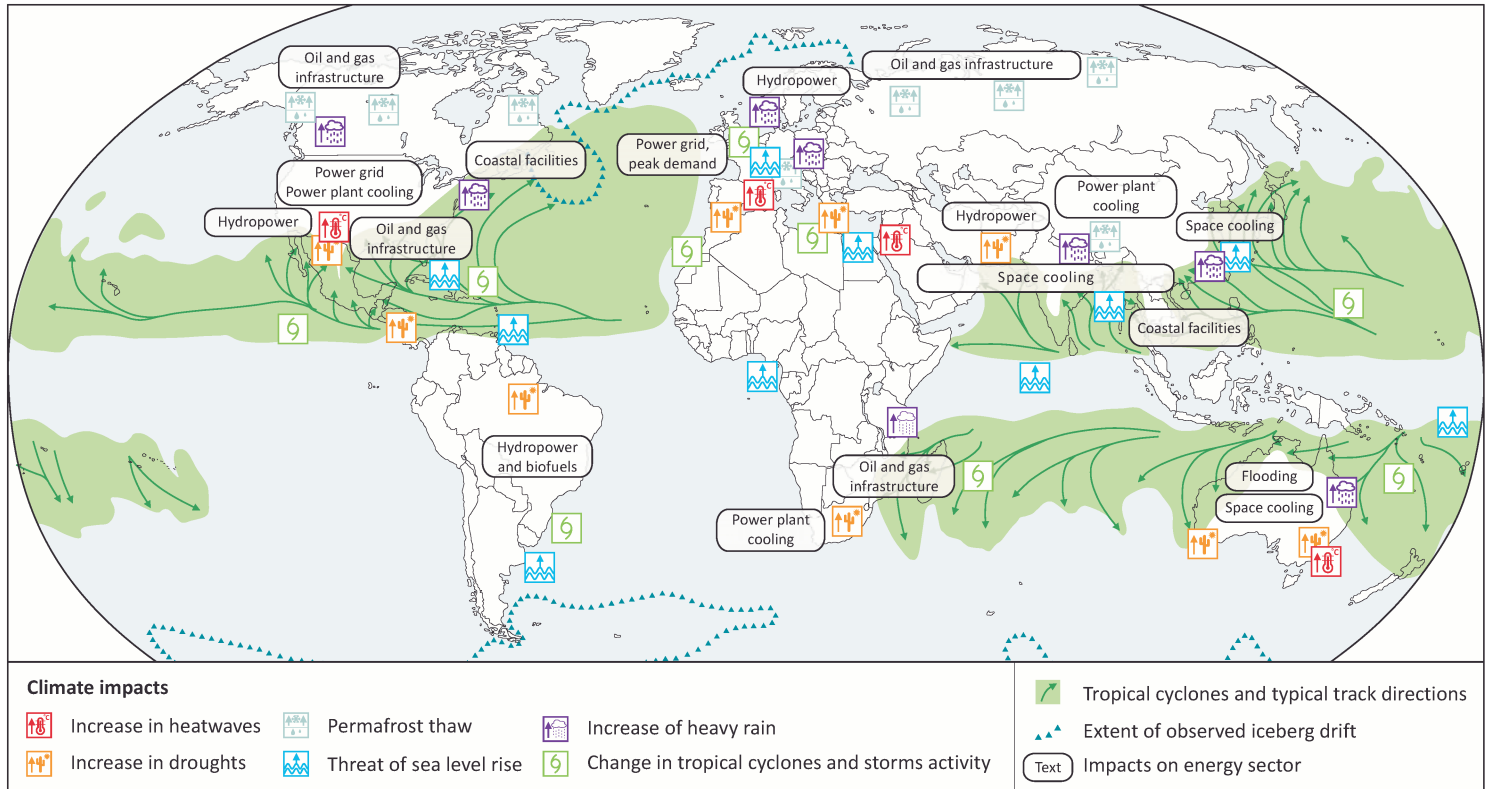 Oil and gas
infrastructure
Oil and gas infrastructure
Hydropower
Power grid,
peak demand
Coastal facilities
Power grid
Power plant cooling
Power plant
cooling
Hydropower
Oil and gas
infrastructure
Hydropower
Space cooling
Space cooling
Coastal facilities
Hydropower
and biofuels
Oil and gas
infrastructure
Flooding
Space cooling
Power plant
cooling
Climate impacts
Increase in heatwaves
Permafrost thaw
Increase of heavy rain
Increase in droughts
Threat of sea level rise
Change in tropical cyclones and storms activity
Tropical cyclones and typical track directions
Extent of observed iceberg drift
Text
Impacts on energy sector